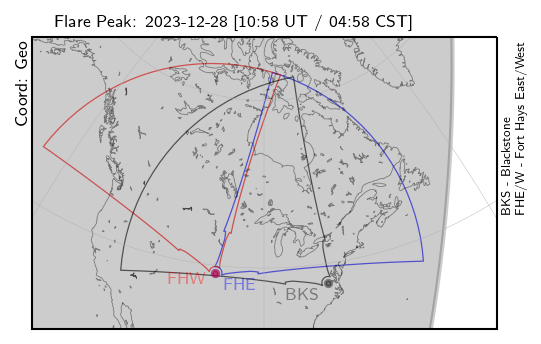 Flare Peak: 2023-12-28 [10:58 UT / 04:58 CST]
Coord: Geo
FHW
FHE
BKS
BKS - Blackstone
FHE/W - Fort Hays East/West